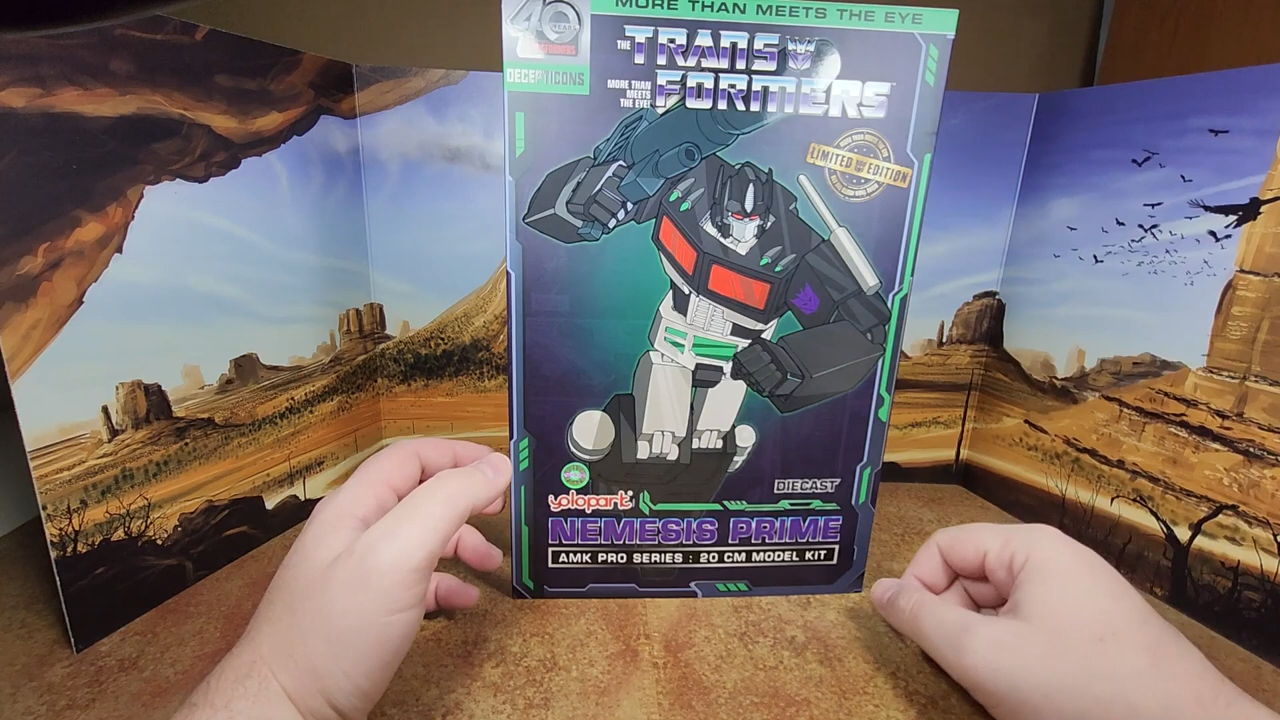 MORE THAN MEETS THE EYE
40
YEARS
TRANSFORMERS
DECEPTICONS
THE
TRANS
FORMERS
MORE THAN
MEETS
THE EYE!
LIMITED EDITION
DIECAST
yolopark
NEMESIS PRIME
AMK PRO SERIES : 20 CM MODEL KIT